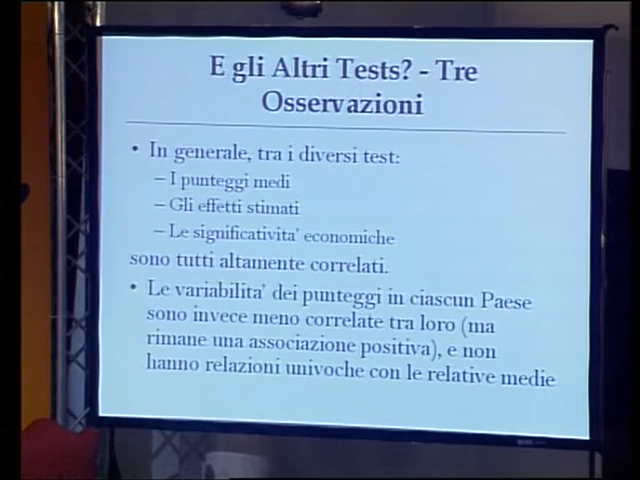 E gli Altri Tests? - Tre
Osservazioni
• In generale, tra i diversi test:
– I punteggi medi
– Gli effetti stimati
– Le significativita' economiche
sono tutti altamente correlati.
• Le variabilita' dei punteggi in ciascun Paese
sono invece meno correlate tra loro (ma
rimane una associazione positiva), e non
hanno relazioni univoche con le relative medie